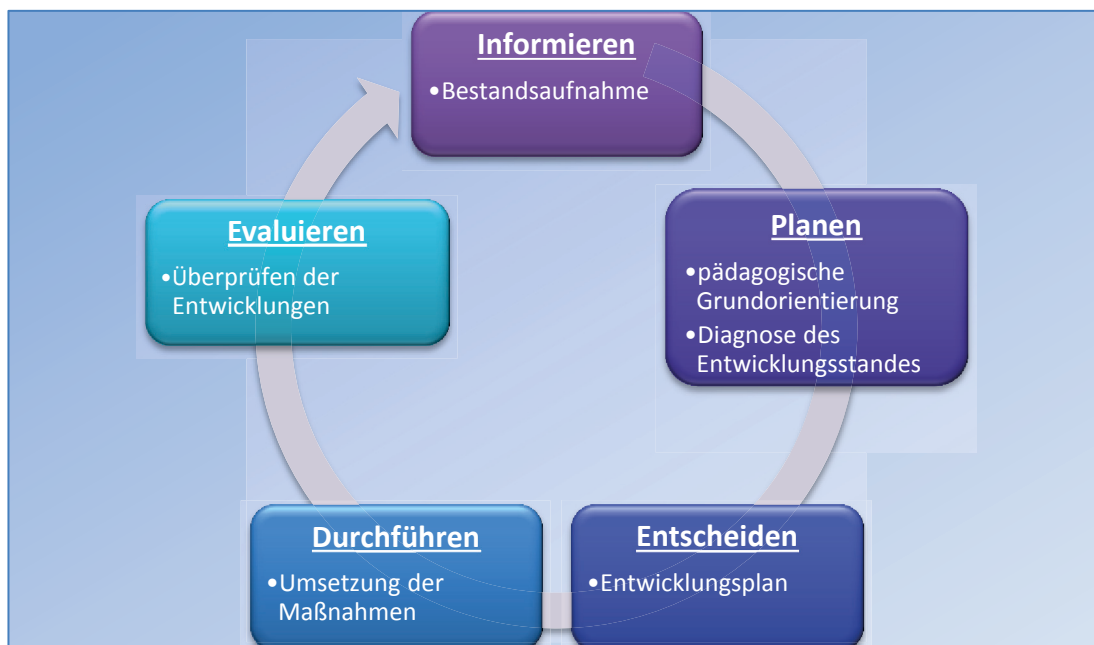 Informieren
•Bestandsaufnahme
Planen
•pädagogische
Grundorientierung
•Diagnose des
Entwicklungsstandes
Entscheiden
•Entwicklungsplan
Durchführen
•Umsetzung der
Maßnahmen
Evaluieren
•Überprüfen der
Entwicklungen